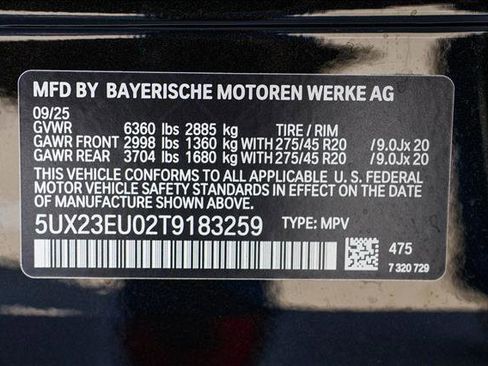 MFD BY BAYERISCHE MOTOREN WERKE AG
09/25
GVWR 6360 lbs 2885 kg TIRE / RIM
GAWR FRONT 2998 lbs 1360 kg WITH 275/45 R20 /9.0Jx 20
GAWR REAR 3704 lbs 1680 kg WITH 275/45 R20 /9.0Jx 20
THIS VEHICLE CONFORMS TO ALL APPLICABLE U. S. FEDERAL
MOTOR VEHICLE SAFETY STANDARDS IN EFFECT ON THE DATE OF
MANUFACTURE SHOWN ABOVE.
5UX23EU02T9183259 TYPE: MPV
475
7 320 729